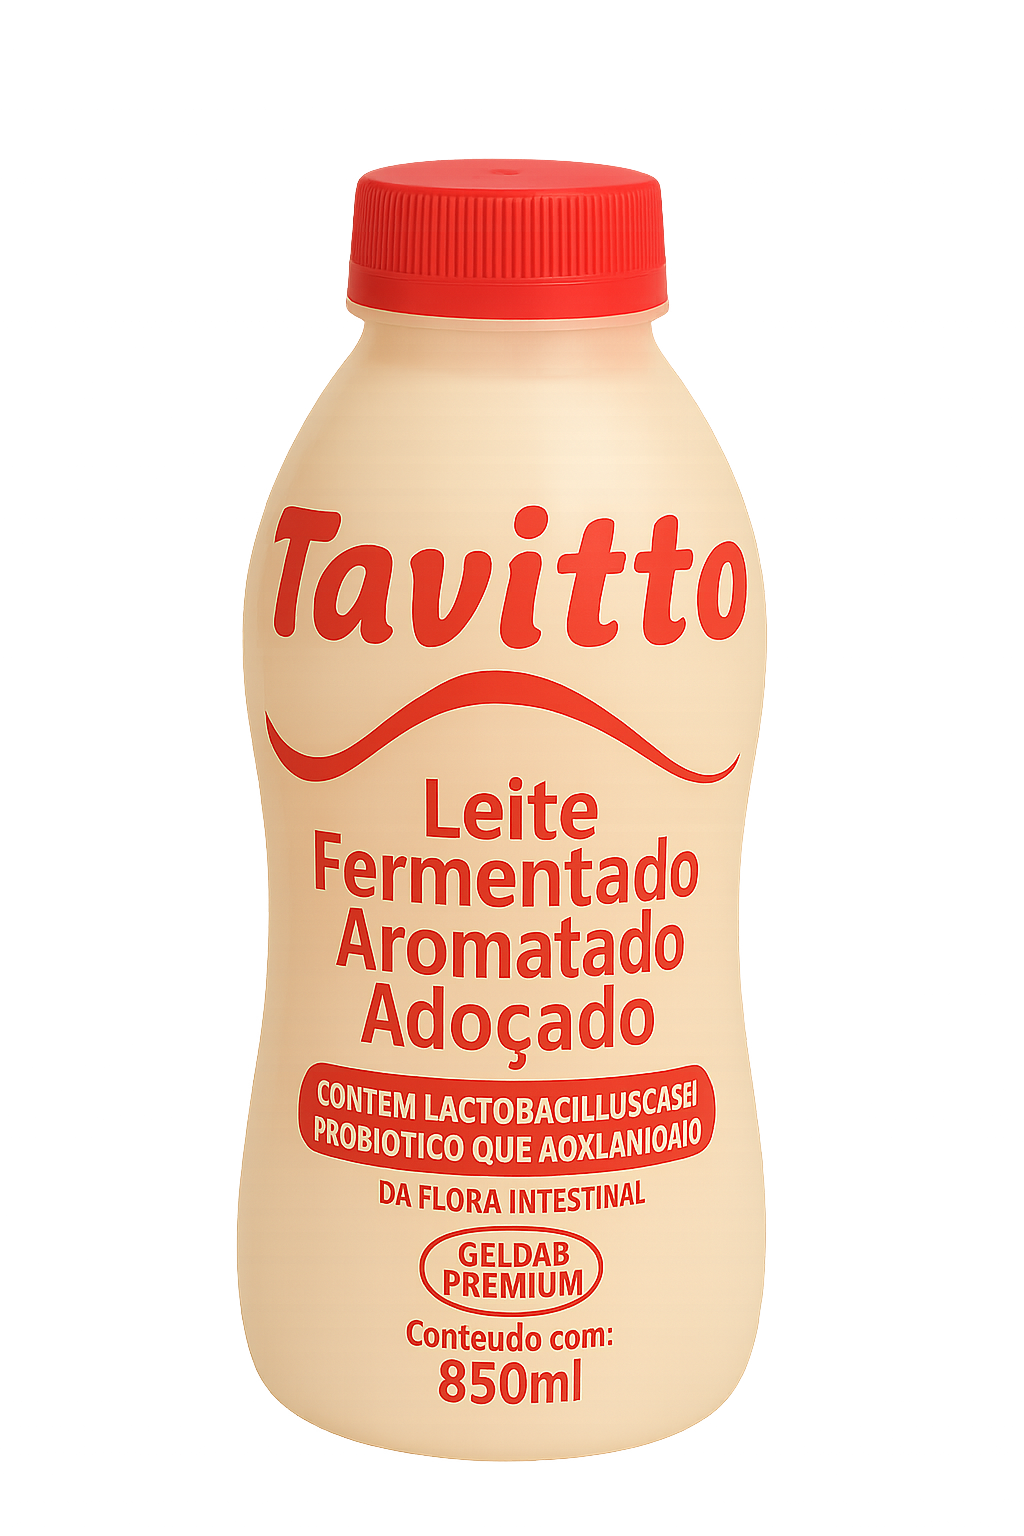 Tavitto
Leite
Fermentado
Aromatado
Adoçado
CONTEM LACTOBACILLUSCASEI
PROBIOTICO QUE AOXLANIOAIO
DA FLORA INTESTINAL
GELDAB
PREMIUM
Conteudo com:
850ml